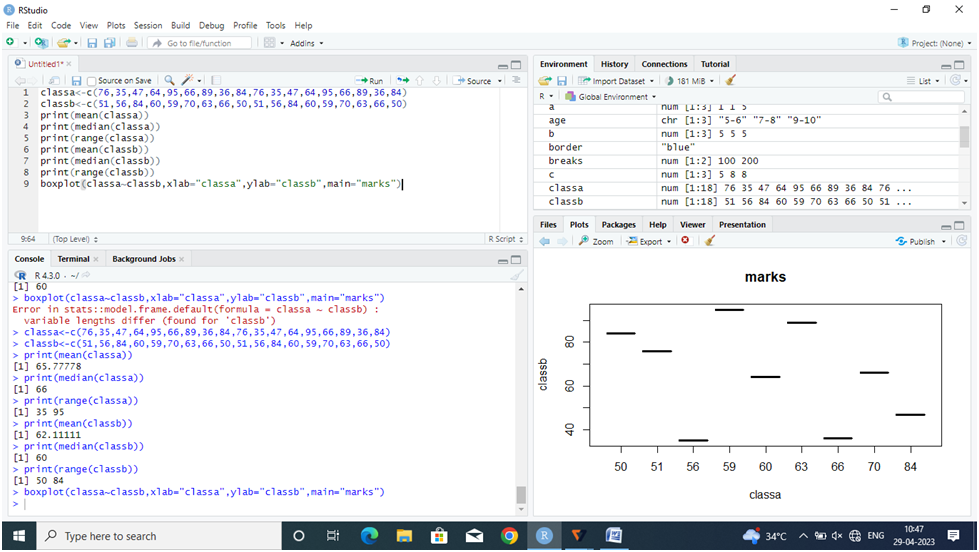 RStudio
File Edit Code View Plots Session Build Debug Profile Tools Help
Go to file/function Addins Project: (None)
Untitled1*
Source on Save Run Source
1 classa<-c(76,35,47,64,95,66,89,36,84,76,35,47,64,95,66,89,36,84)
2 classb<-c(51,56,84,60,59,70,63,66,50,51,56,84,60,59,70,63,66,50)
3 print(mean(classa))
4 print(median(classa))
5 print(range(classa))
6 print(mean(classb))
7 print(median(classb))
8 print(range(classb))
9 boxplot(classa~classb,xlab="classa",ylab="classb",main="marks")
9:64 (Top Level) R Script
Console Terminal Background Jobs
R 4.3.0 · ~/
[1] 60
> boxplot(classa~classb,xlab="classa",ylab="classb",main="marks")
Error in stats::model.frame.default(formula = classa ~ classb) :
variable lengths differ (found for 'classb')
> classa<-c(76,35,47,64,95,66,89,36,84,76,35,47,64,95,66,89,36,84)
> classb<-c(51,56,84,60,59,70,63,66,50,51,56,84,60,59,70,63,66,50)
> print(mean(classa))
[1] 65.77778
> print(median(classa))
[1] 66
> print(range(classa))
[1] 35 95
> print(mean(classb))
[1] 62.11111
> print(median(classb))
[1] 60
> print(range(classb))
[1] 50 84
> boxplot(classa~classb,xlab="classa",ylab="classb",main="marks")
>
Environment History Connections Tutorial
Import Dataset 181 MiB List
R Global Environment
a num [1:3] 1 1 5
age chr [1:3] "5-6" "7-8" "9-10"
b num [1:3] 5 5 5
border "blue"
breaks num [1:2] 100 200
c num [1:3] 5 8 8
classa num [1:18] 76 35 47 64 95 66 89 36 84 76 ...
classb num [1:18] 51 56 84 60 59 70 63 66 50 51 ...
Files Plots Packages Help Viewer Presentation
Zoom Export Publish
marks
classb
80
60
40
50 51 56 59 60 63 66 70 84
classa
Type here to search
34°C ENG 10:47
29-04-2023